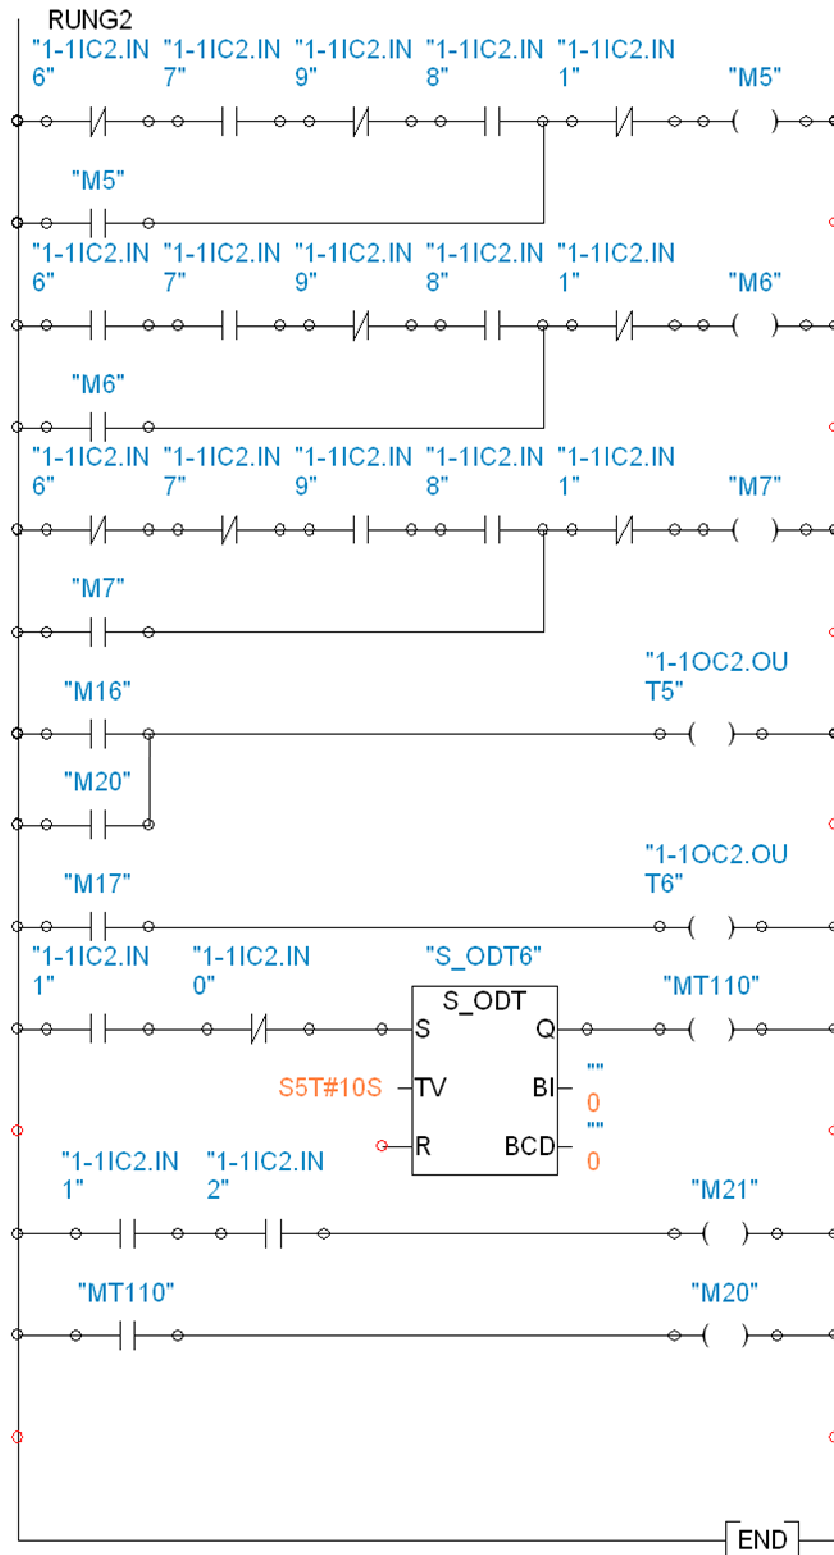 RUNG2
"1-1IC2.IN "1-1IC2.IN "1-1IC2.IN "1-1IC2.IN "1-1IC2.IN
6" 7" 9" 8" 1" "M5"
"M5"
"1-1IC2.IN "1-1IC2.IN "1-1IC2.IN "1-1IC2.IN "1-1IC2.IN
6" 7" 9" 8" 1" "M6"
"M6"
"1-1IC2.IN "1-1IC2.IN "1-1IC2.IN "1-1IC2.IN "1-1IC2.IN
6" 7" 9" 8" 1" "M7"
"M7"
"1-1OC2.OU
"M16" T5"
"M20"
"1-1OC2.OU
"M17" T6"
"1-1IC2.IN "1-1IC2.IN "S_ODT6"
1" 0" "MT110"
S_ODT
S Q
S5T#10S TV BI ""
0
R BCD ""
0
"1-1IC2.IN "1-1IC2.IN
1" 2" "M21"
"MT110" "M20"
END